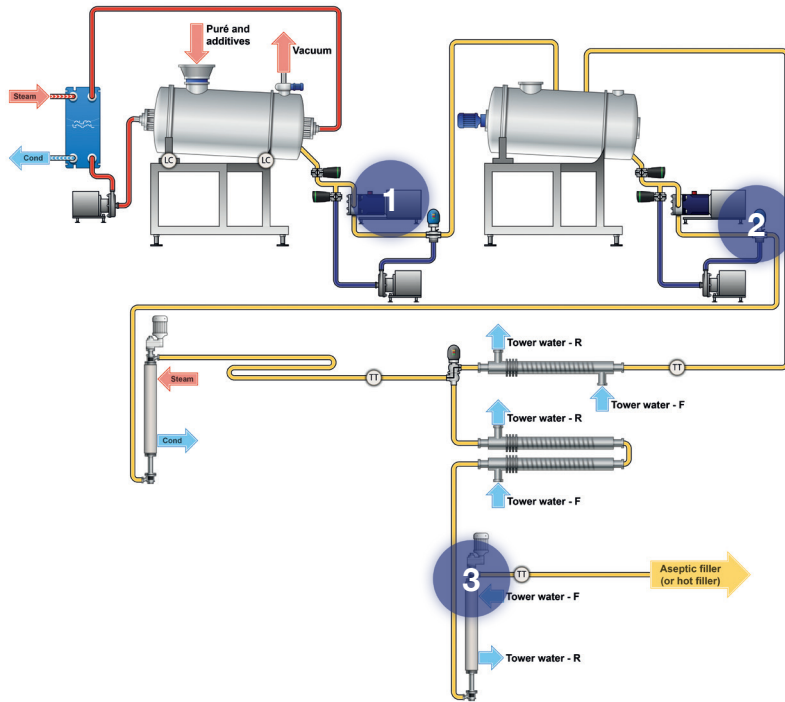 Puré and
additives
Vacuum
Steam
Cond
LC
LC
1
2
Tower water - R
Steam
TT
TT
Tower water - F
Tower water - R
Cond
Tower water - F
3
TT
Aseptic filler
(or hot filler)
Tower water - F
Tower water - R